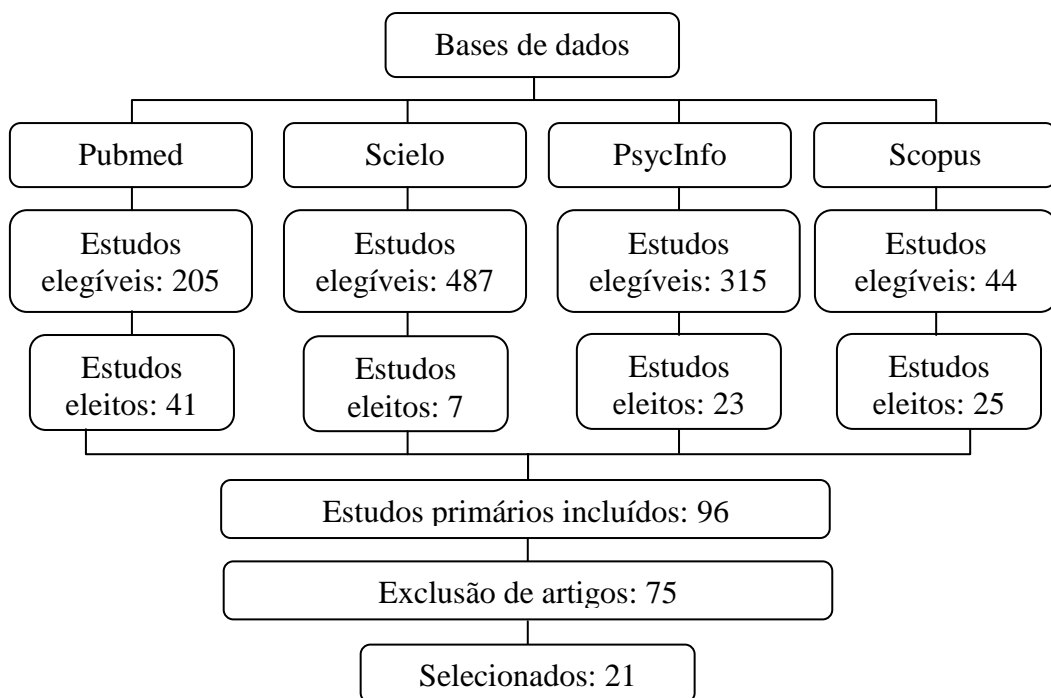 Bases de dados
Pubmed
Scielo
PsycInfo
Scopus
Estudos
elegíveis: 205
Estudos
elegíveis: 487
Estudos
elegíveis: 315
Estudos
elegíveis: 44
Estudos
eleitos: 41
Estudos
eleitos: 7
Estudos
eleitos: 23
Estudos
eleitos: 25
Estudos primários incluídos: 96
Exclusão de artigos: 75
Selecionados: 21